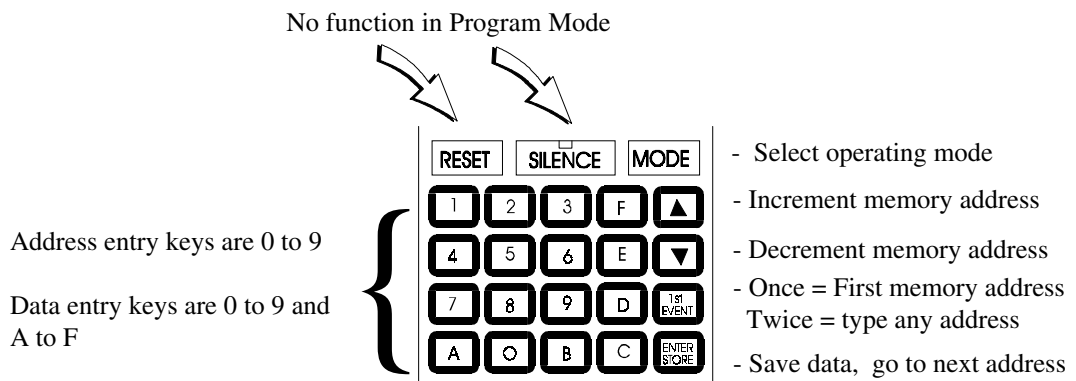 No function in Program Mode
RESET SILENCE MODE
- Select operating mode
1 2 3 F ▲
- Increment memory address
Address entry keys are 0 to 9
4 5 6 E ▼
- Decrement memory address
Data entry keys are 0 to 9 and
A to F
7 8 9 D 1st EVENT
- Once = First memory address
Twice = type any address
A 0 B C ENTER STORE
- Save data, go to next address